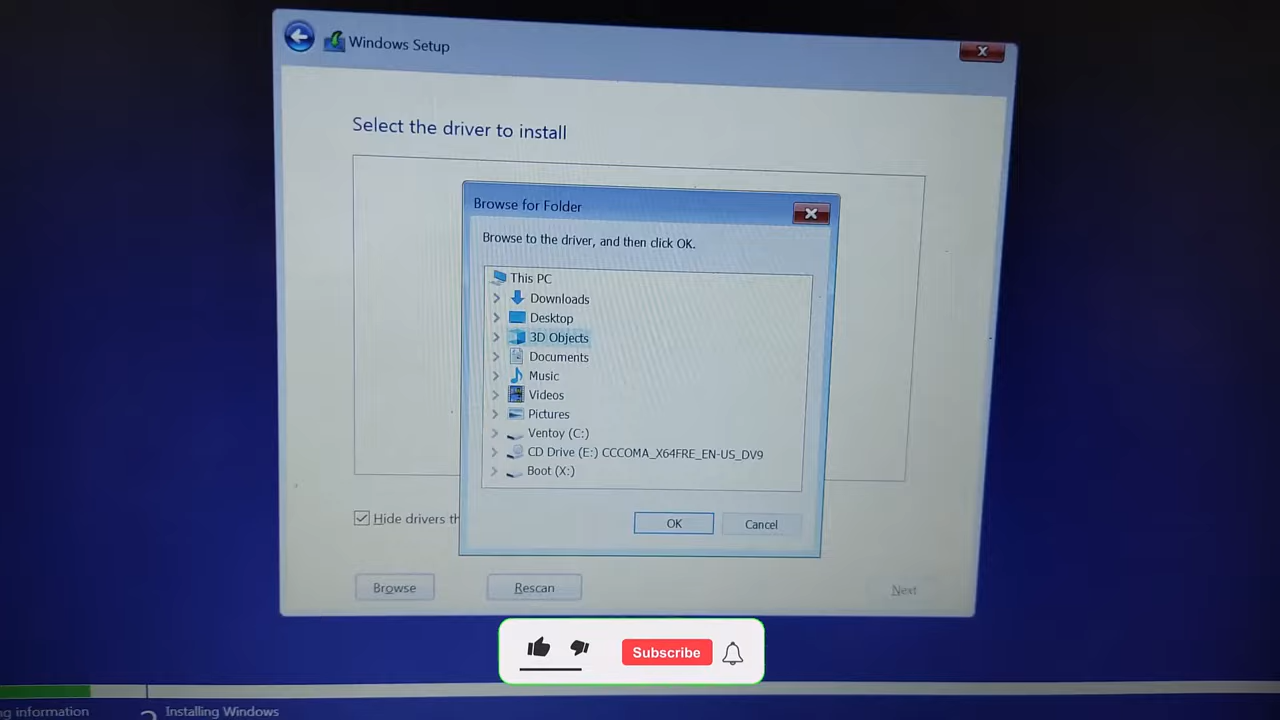 Windows Setup
Select the driver to install
Browse for Folder
Browse to the driver, and then click OK.
This PC
Downloads
Desktop
3D Objects
Documents
Music
Videos
Pictures
Ventoy (C:)
CD Drive (E:) CCCOMA_X64FRE_EN-US_DV9
Boot (X:)
OK
Cancel
Hide drivers th
Browse
Rescan
Next
Subscribe
ng information
2 Installing Windows